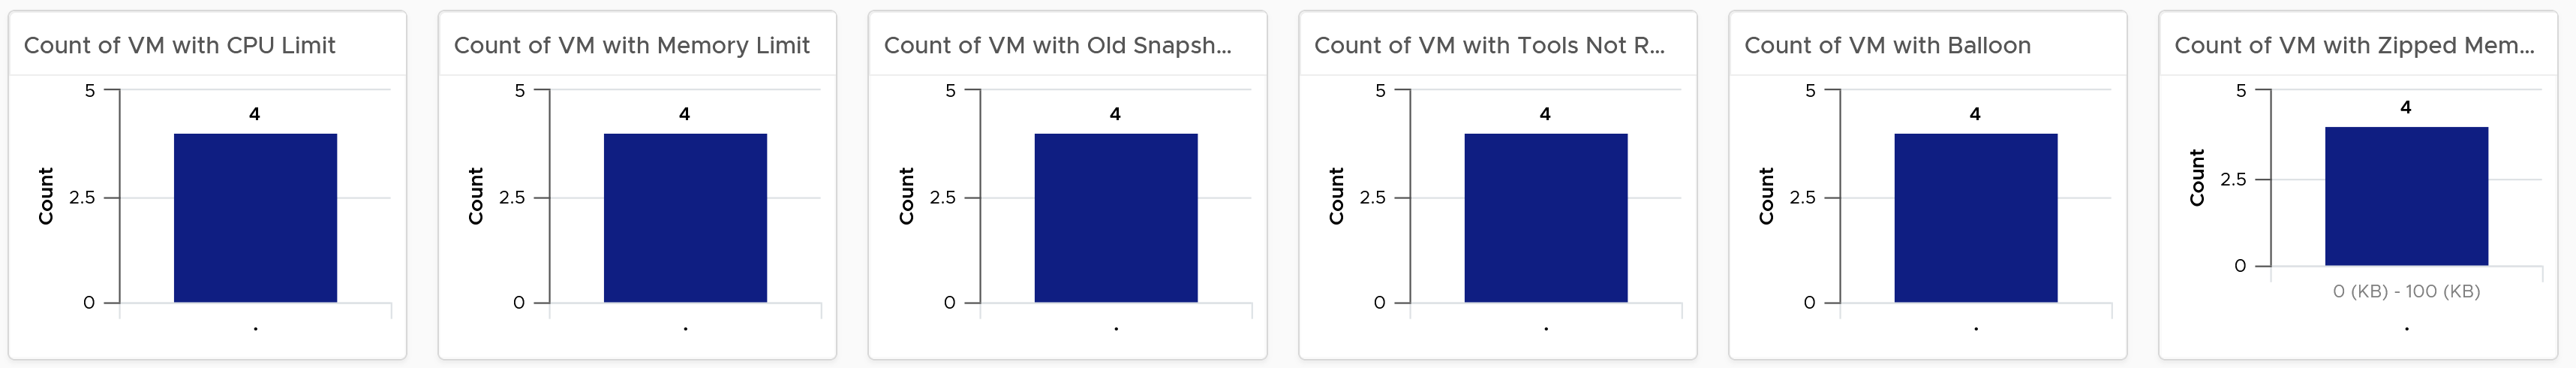 Count of VM with CPU Limit
5
4
2.5
0
Count
.
Count of VM with Memory Limit
5
4
2.5
0
Count
.
Count of VM with Old Snapsh...
5
4
2.5
0
Count
.
Count of VM with Tools Not R...
5
4
2.5
0
Count
.
Count of VM with Balloon
5
4
2.5
0
Count
.
Count of VM with Zipped Mem...
5
4
2.5
0
Count
0 (KB) - 100 (KB)
.